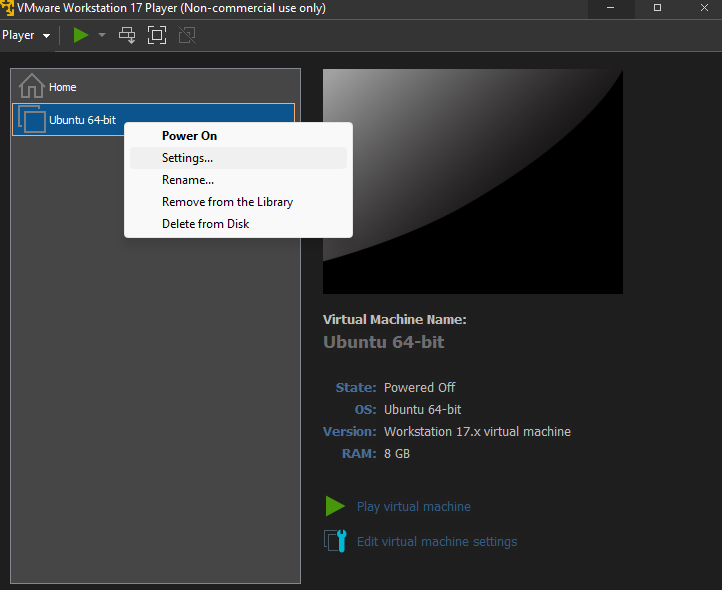 VMware Workstation 17 Player (Non-commercial use only)
Player
Home
Ubuntu 64-bit
Power On
Settings...
Rename...
Remove from the Library
Delete from Disk
Virtual Machine Name:
Ubuntu 64-bit
State: Powered Off
OS: Ubuntu 64-bit
Version: Workstation 17.x virtual machine
RAM: 8 GB
Play virtual machine
Edit virtual machine settings